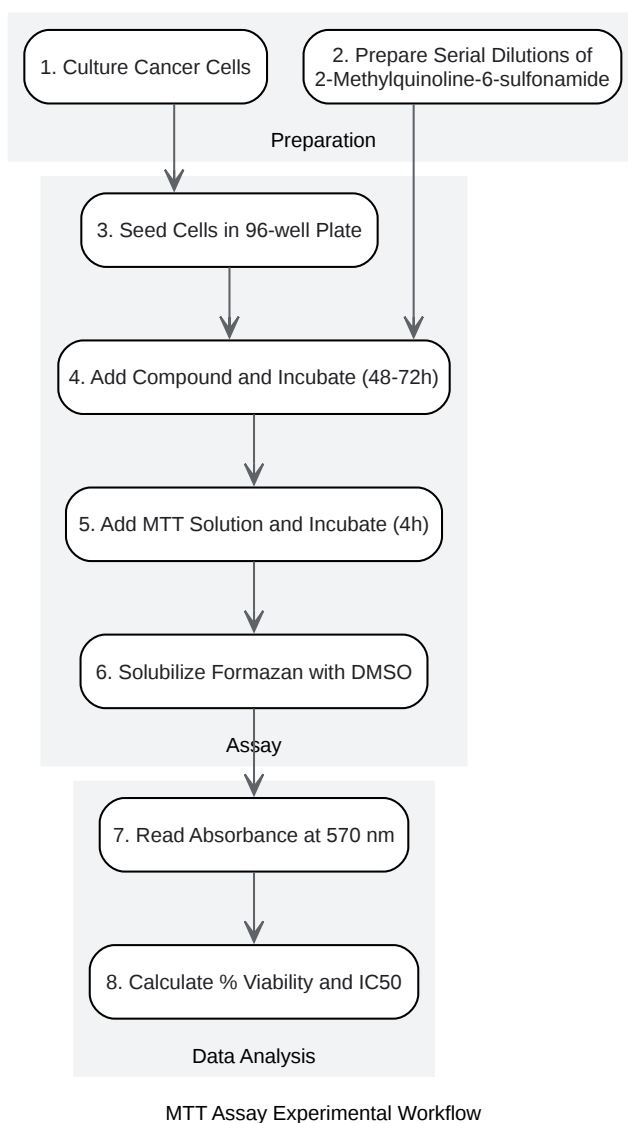 1. Culture Cancer Cells
2. Prepare Serial Dilutions of
2-Methylquinoline-6-sulfonamide
Preparation
3. Seed Cells in 96-well Plate
4. Add Compound and Incubate (48-72h)
5. Add MTT Solution and Incubate (4h)
6. Solubilize Formazan with DMSO
Assay
7. Read Absorbance at 570 nm
8. Calculate % Viability and IC50
Data Analysis
MTT Assay Experimental Workflow